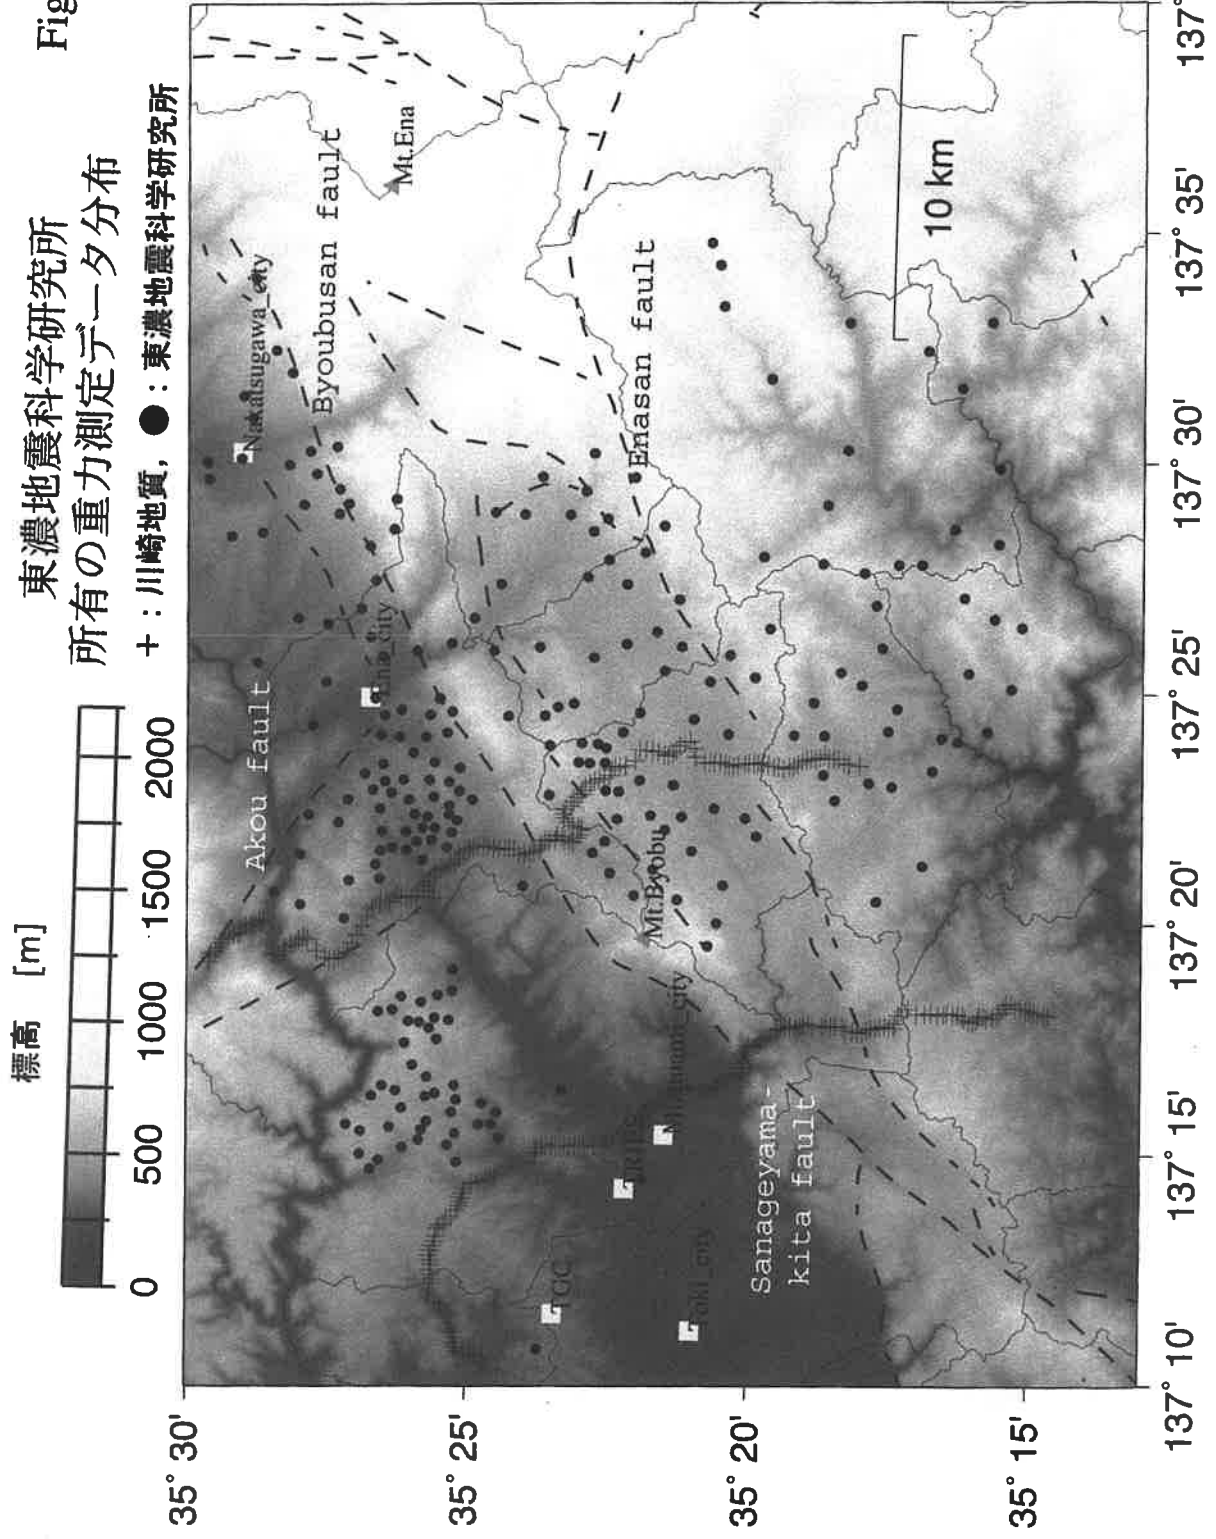 Fig
東濃地震科学研究所
所有の重力測定データ分布
+ : 川崎地質, ● : 東濃地震科学研究所
標高 [m]
0 500 1000 1500 2000
Akou fault
Nakatsugawa_city
Byoubusan fault
Mt.Ena
Ena_city
Enasan fault
10 km
Mt.Byobu
Mizunami_city
TGC
Toki_city
Sanageyama-
kita fault
35° 30'
35° 25'
35° 20'
35° 15'
137° 10'
137° 15'
137° 20'
137° 25'
137° 30'
137° 35'
137°